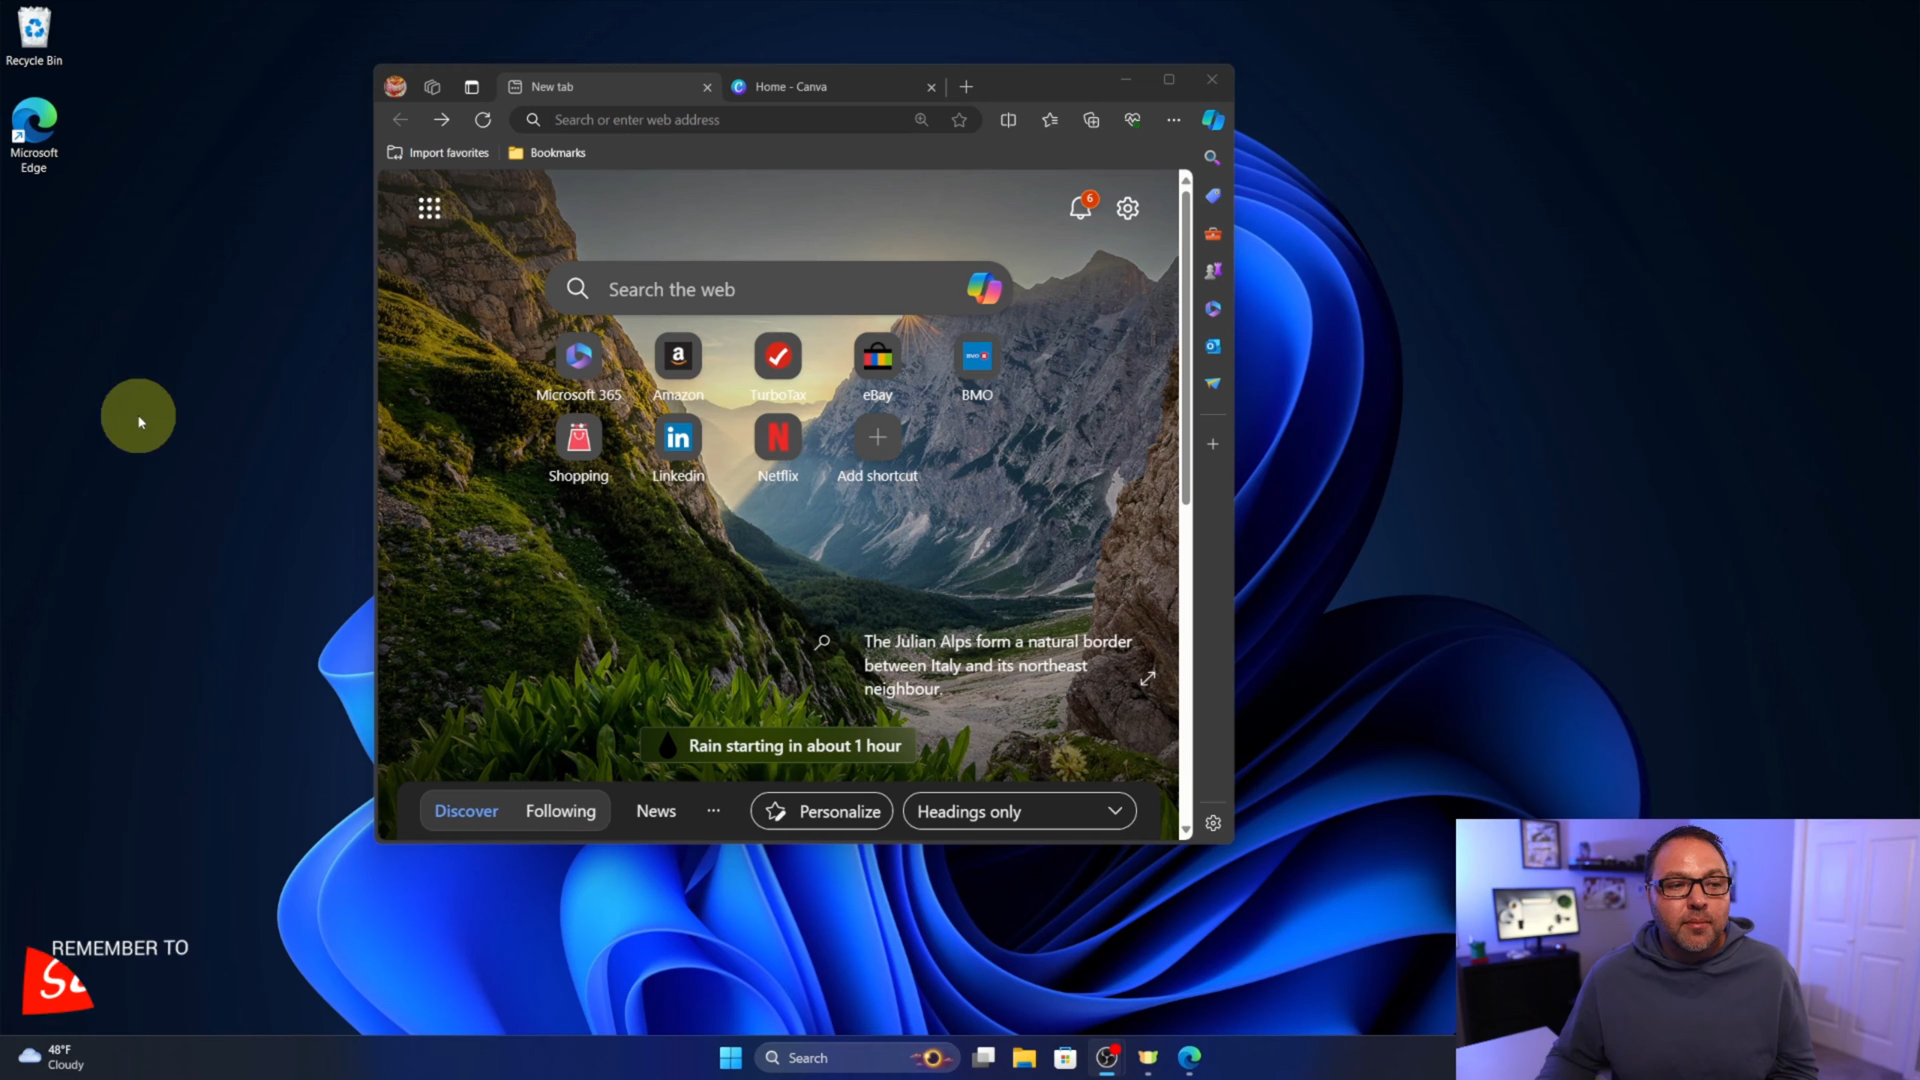 Recycle Bin
Microsoft
Edge
New tab
Home - Canva
Search or enter web address
Import favorites
Bookmarks
6
Search the web
Microsoft 365
a
Amazon
TurboTax
eBay
BMO
BMO
Shopping
in
Linkedin
N
Netflix
Add shortcut
The Julian Alps form a natural border
between Italy and its northeast
neighbour.
Rain starting in about 1 hour
Discover
Following
News
Personalize
Headings only
REMEMBER TO
48°F
Cloudy
Search